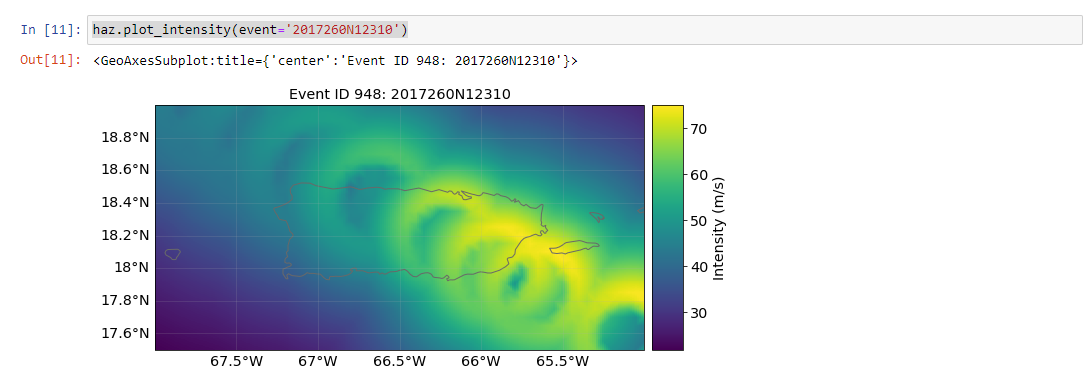 In [11]: haz.plot_intensity(event='2017260N12310')
Out[11]: <GeoAxesSubplot:title={'center':'Event ID 948: 2017260N12310'}>
Event ID 948: 2017260N12310
18.8°N
18.6°N
18.4°N
18.2°N
18°N
17.8°N
17.6°N
67.5°W 67°W 66.5°W 66°W 65.5°W
70
60
50
40
30
Intensity (m/s)